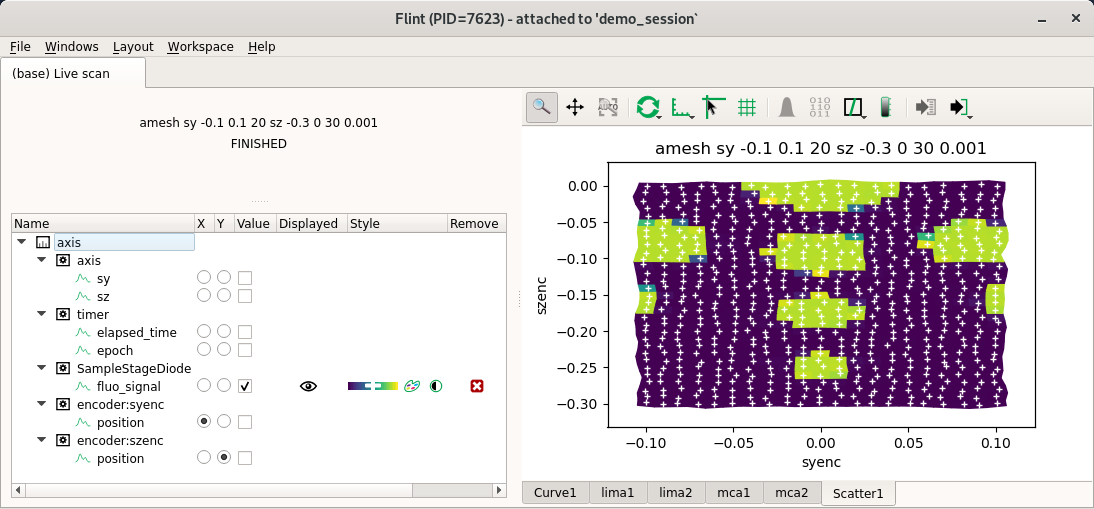 Flint (PID=7623) - attached to 'demo_session`
File Windows Layout Workspace Help
(base) Live scan
amesh sy -0.1 0.1 20 sz -0.3 0 30 0.001
FINISHED
Name X Y Value Displayed Style Remove
axis
axis
sy
sz
timer
elapsed_time
epoch
SampleStageDiode
fluo_signal
encoder:syenc
position
encoder:szenc
position
AUTO
010
110
011
amesh sy -0.1 0.1 20 sz -0.3 0 30 0.001
0.00
−0.05
−0.10
−0.15
−0.20
−0.25
−0.30
szenc
−0.10 −0.05 0.00 0.05 0.10
syenc
Curve1 lima1 lima2 mca1 mca2 Scatter1